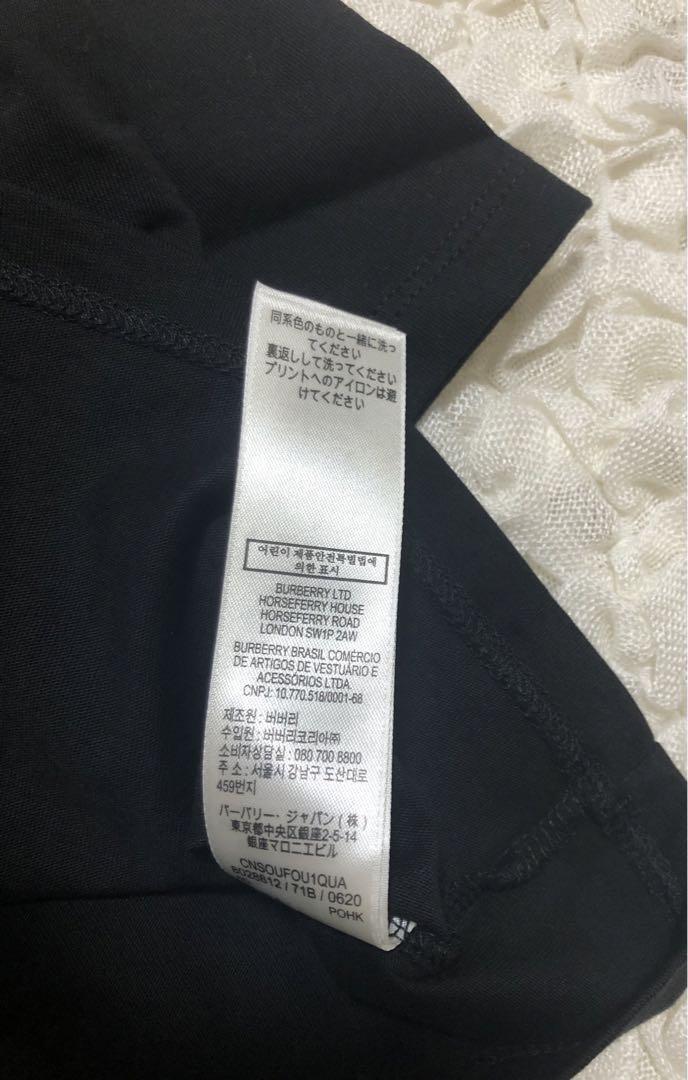 同系色のものと一緒に洗っ
てください
裏返しして洗ってください
プリントへのアイロンは避
けてください
어린이 제품안전특별법에
의한 표시
BURBERRY LTD
HORSEFERRY HOUSE
HORSEFERRY ROAD
LONDON SW1P 2AW
BURBERRY BRASIL COMÉRCIO
DE ARTIGOS DE VESTUÁRIO E
ACESSÓRIOS LTDA.
CNPJ: 10.770.518/0001-68
제조원 : 버버리
수입원 : 버버리코리아㈜
소비자상담실 : 080 700 8800
주 소 : 서울시 강남구 도산대로
459번지
バーバリー・ジャパン(株)
東京都中央区銀座2-5-14
銀座マロニエビル
CNSOUFOU1QUA
8028812 / 71B / 0620
POHK